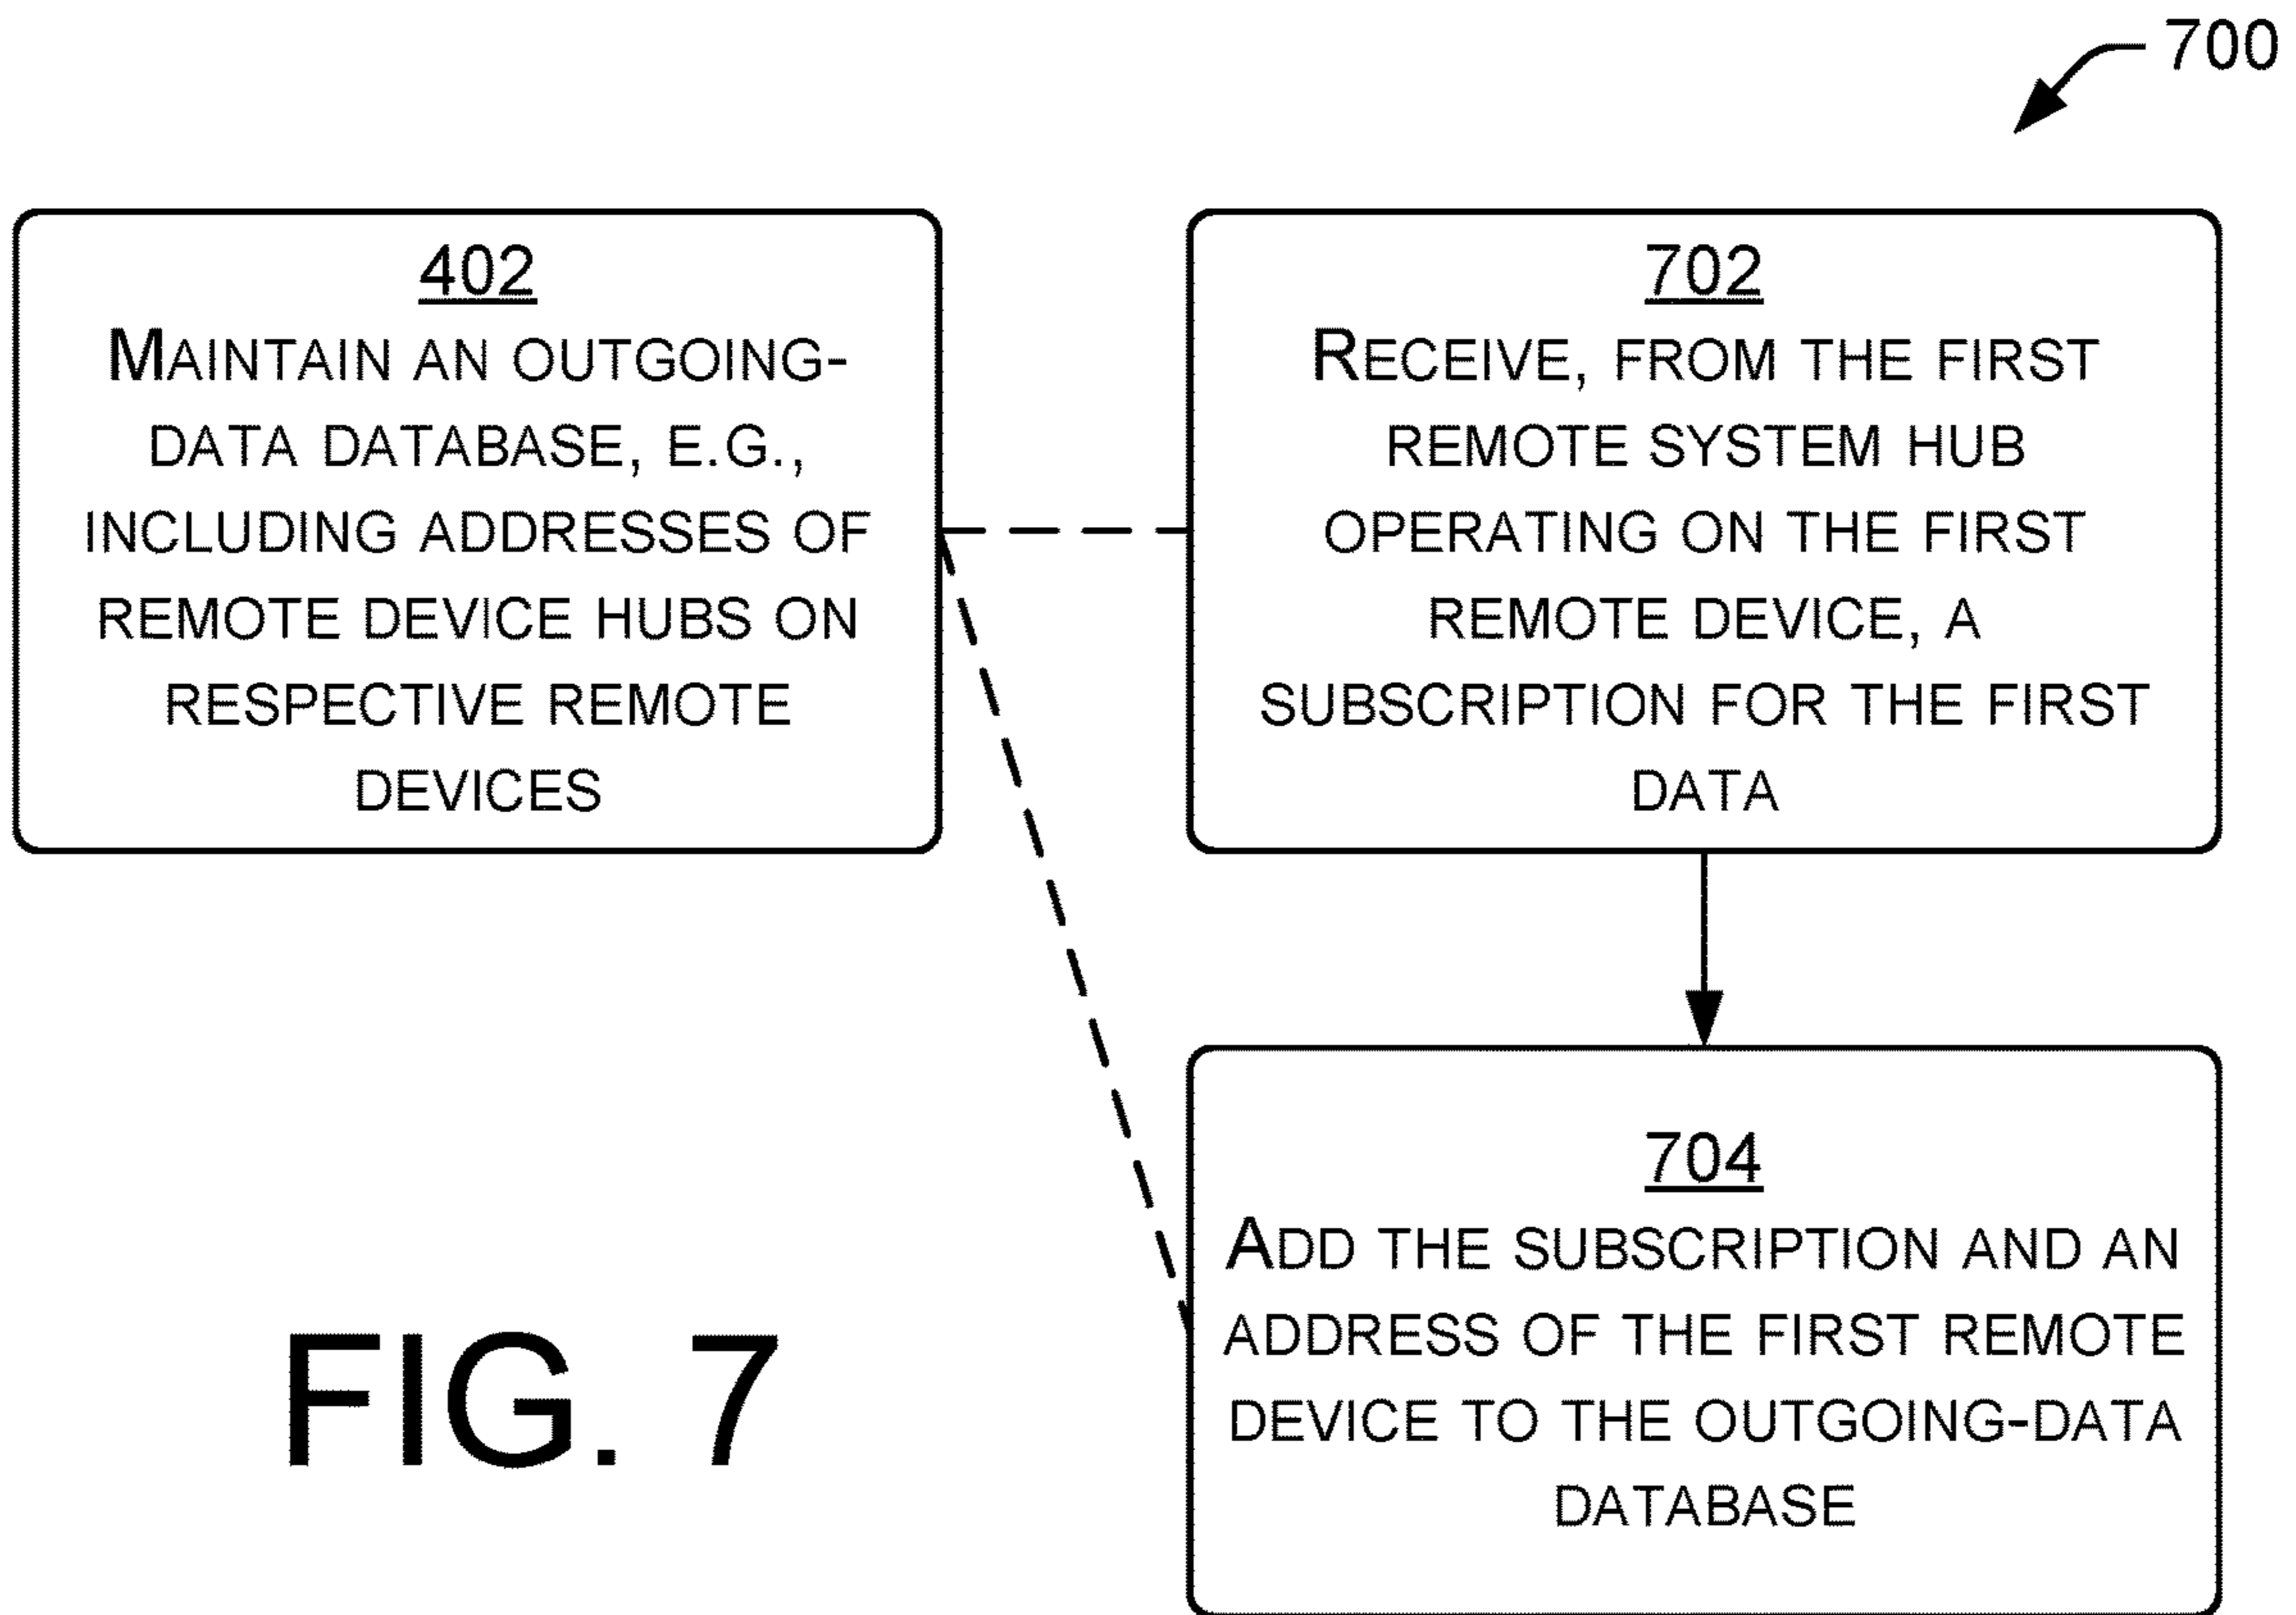 700
402
MAINTAIN AN OUTGOING-
DATA DATABASE, E.G.,
INCLUDING ADDRESSES OF
REMOTE DEVICE HUBS ON
RESPECTIVE REMOTE
DEVICES
702
RECEIVE, FROM THE FIRST
REMOTE SYSTEM HUB
OPERATING ON THE FIRST
REMOTE DEVICE, A
SUBSCRIPTION FOR THE FIRST
DATA
704
ADD THE SUBSCRIPTION AND AN
ADDRESS OF THE FIRST REMOTE
DEVICE TO THE OUTGOING-DATA
DATABASE
FIG. 7